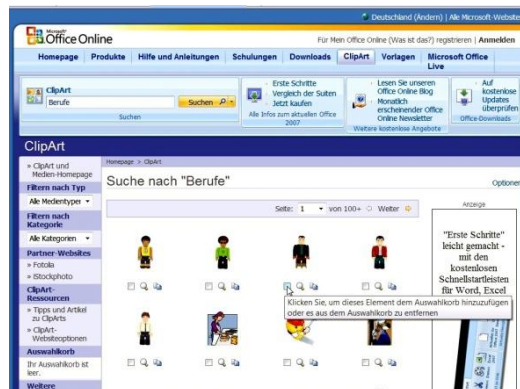 Deutschland (Ändern) | Alle Microsoft-Websites
Microsoft
Office Online
Für Mein Office Online (Was ist das?) registrieren | Anmelden
Homepage Produkte Hilfe und Anleitungen Schulungen Downloads ClipArt Vorlagen Microsoft Office Live
ClipArt
Berufe
Suchen
Suchen
Erste Schritte
Vergleich der Suiten
Jetzt kaufen
Alle Infos zum aktuellen Office 2007
Lesen Sie unseren Office Online Blog
Monatlich erscheinender Office Online Newsletter
Weitere kostenlose Angebote
Auf kostenlose Updates überprüfen
Office-Downloads
ClipArt
» ClipArt und
Medien-Homepage
Filtern nach Typ
Alle Medientypen
Filtern nach
Kategorie
Alle Kategorien
Partner-Websites
» Fotolia
» iStockphoto
ClipArt-
Ressourcen
» Tipps und Artikel
zu ClipArts
» ClipArt-
Websiteoptionen
Auswahlkorb
Ihr Auswahlkorb ist
leer.
Weitere
Homepage > ClipArt
Suche nach "Berufe"
Optionen
Seite: 1 von 100+ Weiter
Klicken Sie, um dieses Element dem Auswahlkorb hinzuzufügen
oder es aus dem Auswahlkorb zu entfernen
Anzeige
"Erste Schritte"
leicht gemacht -
mit den
kostenlosen
Schnellstartleisten
für Word, Excel